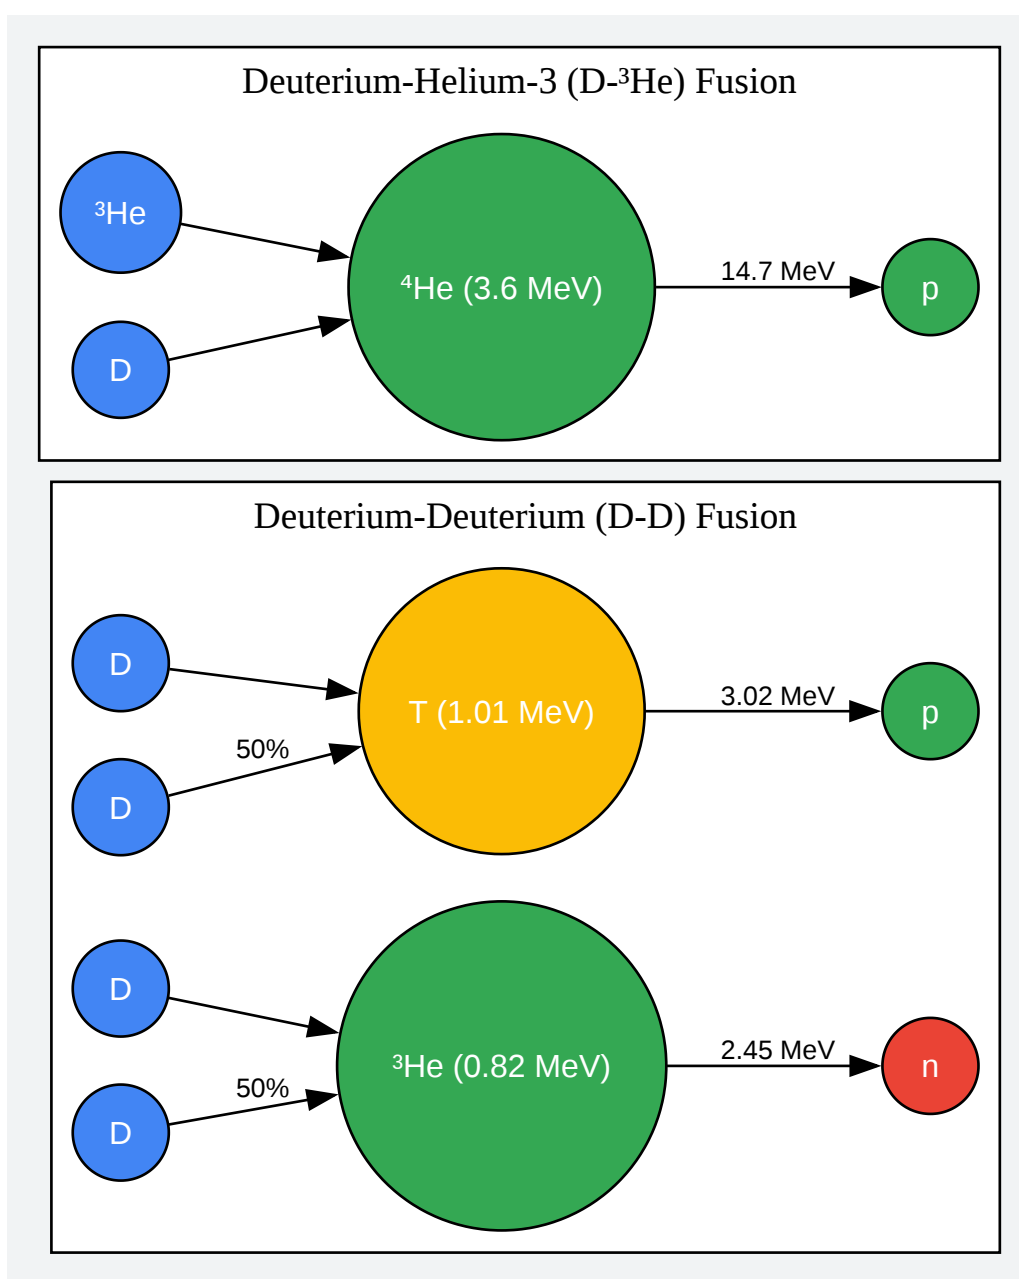 Deuterium-Helium-3 (D-³He) Fusion
³He
⁴He (3.6 MeV)
14.7 MeV
p
D
Deuterium-Deuterium (D-D) Fusion
D
T (1.01 MeV)
3.02 MeV
p
50%
D
D
³He (0.82 MeV)
2.45 MeV
n
50%
D